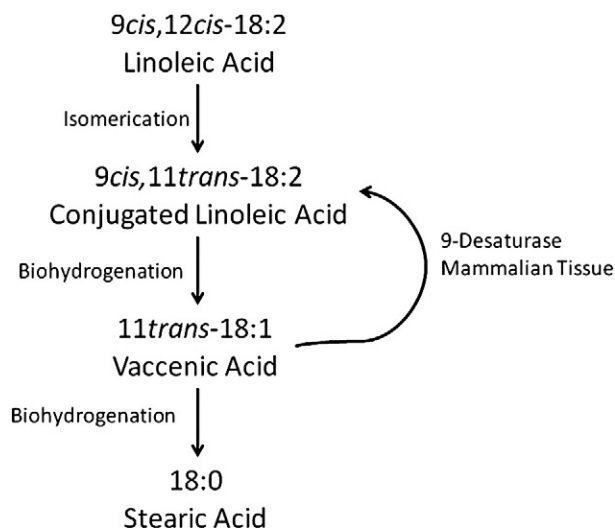 9cis,12cis-18:2
Linoleic Acid
Isomerication
9cis,11trans-18:2
Conjugated Linoleic Acid
9-Desaturase
Mammalian Tissue
Biohydrogenation
11trans-18:1
Vaccenic Acid
Biohydrogenation
18:0
Stearic Acid